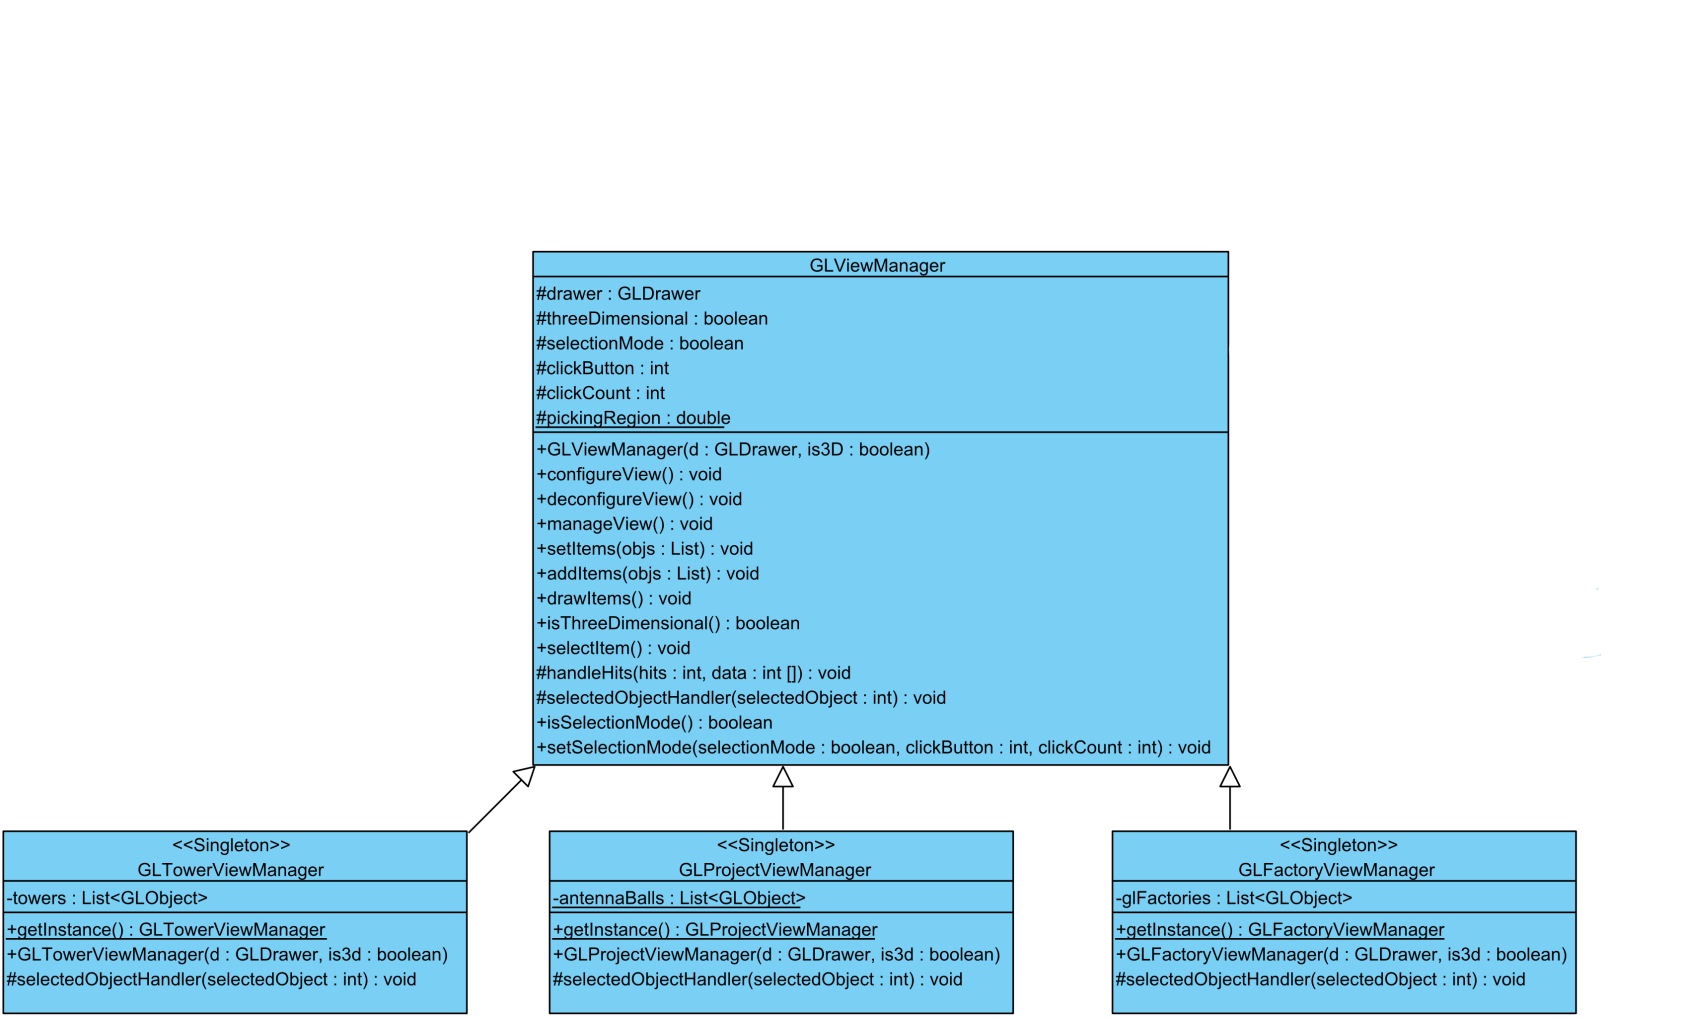 GLViewManager
#drawer : GLDrawer
#threeDimensional : boolean
#selectionMode : boolean
#clickButton : int
#clickCount : int
#pickingRegion : double
+GLViewManager(d : GLDrawer, is3D : boolean)
+configureView() : void
+deconfigureView() : void
+manageView() : void
+setItems(objs : List) : void
+addItems(objs : List) : void
+drawItems() : void
+isThreeDimensional() : boolean
+selectItem() : void
#handleHits(hits : int, data : int []) : void
#selectedObjectHandler(selectedObject : int) : void
+isSelectionMode() : boolean
+setSelectionMode(selectionMode : boolean, clickButton : int, clickCount : int) : void
<<Singleton>>
GLTowerViewManager
-towers : List<GLObject>
+getInstance() : GLTowerViewManager
+GLTowerViewManager(d : GLDrawer, is3d : boolean)
#selectedObjectHandler(selectedObject : int) : void
<<Singleton>>
GLProjectViewManager
-antennaBalls : List<GLObject>
+getInstance() : GLProjectViewManager
+GLProjectViewManager(d : GLDrawer, is3d : boolean)
#selectedObjectHandler(selectedObject : int) : void
<<Singleton>>
GLFactoryViewManager
-glFactories : List<GLObject>
+getInstance() : GLFactoryViewManager
+GLFactoryViewManager(d : GLDrawer, is3d : boolean)
#selectedObjectHandler(selectedObject : int) : void